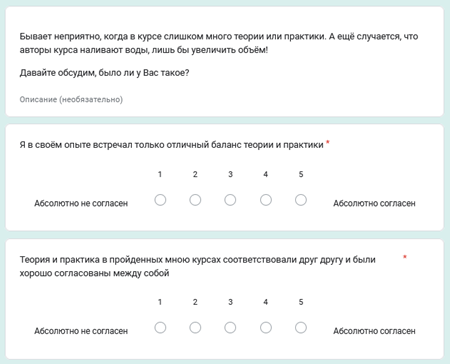 Бывает неприятно, когда в курсе слишком много теории или практики. А ещё случается, что
авторы курса наливают воды, лишь бы увеличить объём!
Давайте обсудим, было ли у Вас такое?
Описание (необязательно)
Я в своём опыте встречал только отличный баланс теории и практики *
1 2 3 4 5
Абсолютно не согласен Абсолютно согласен
Теория и практика в пройденных мною курсах соответствовали друг другу и были *
хорошо согласованы между собой
1 2 3 4 5
Абсолютно не согласен Абсолютно согласен